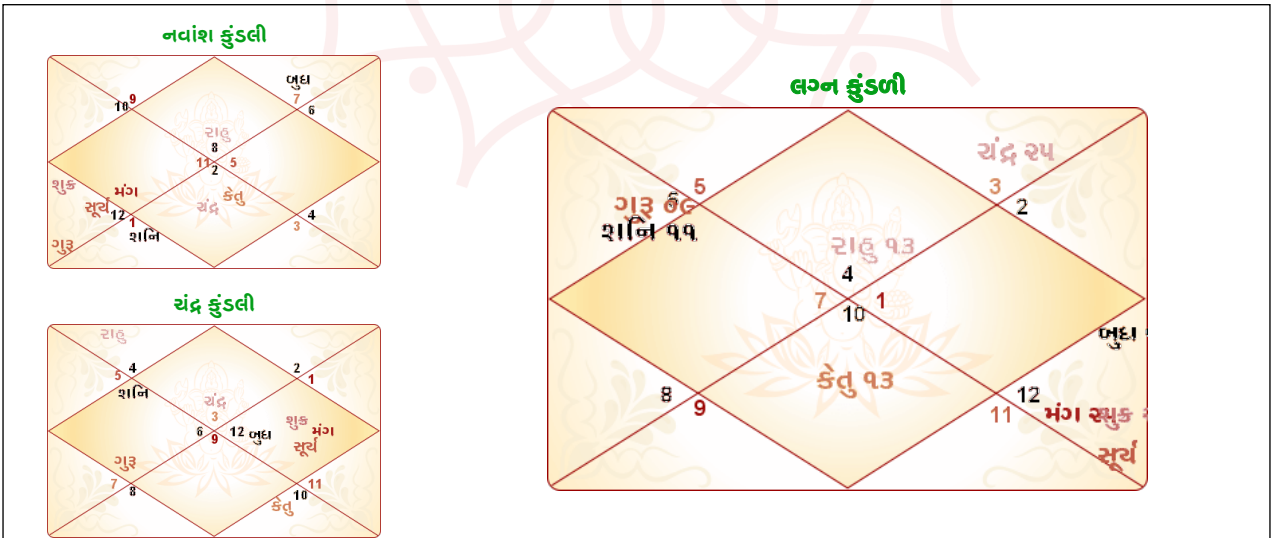 નવાંશ કુંડલી
બુધ
10 9 7 6
રાહુ
8
11 5
2
શુક્ર મંગ કેતુ
સૂર્ય 12 ચંદ્ર 4
1 3
ગુરૂ શનિ
ચંદ્ર કુંડલી
રાહુ
4 2
5 1
શનિ
ચંદ્ર
3
શુક્ર મંગ
6 12 બુધ
9
સૂર્ય
ગુરૂ
7 11
8 10
કેતુ
લગ્ન કુંડળી
ચંદ્ર ૨૫
5 3
6 2
ગુરૂ ૦૯
શનિ ૧૧
રાહુ ૧૩
4
7 1
10
બુધ
કેતુ ૧૩
8 12
9 11
મંગ શુક્ર
સૂર્ય